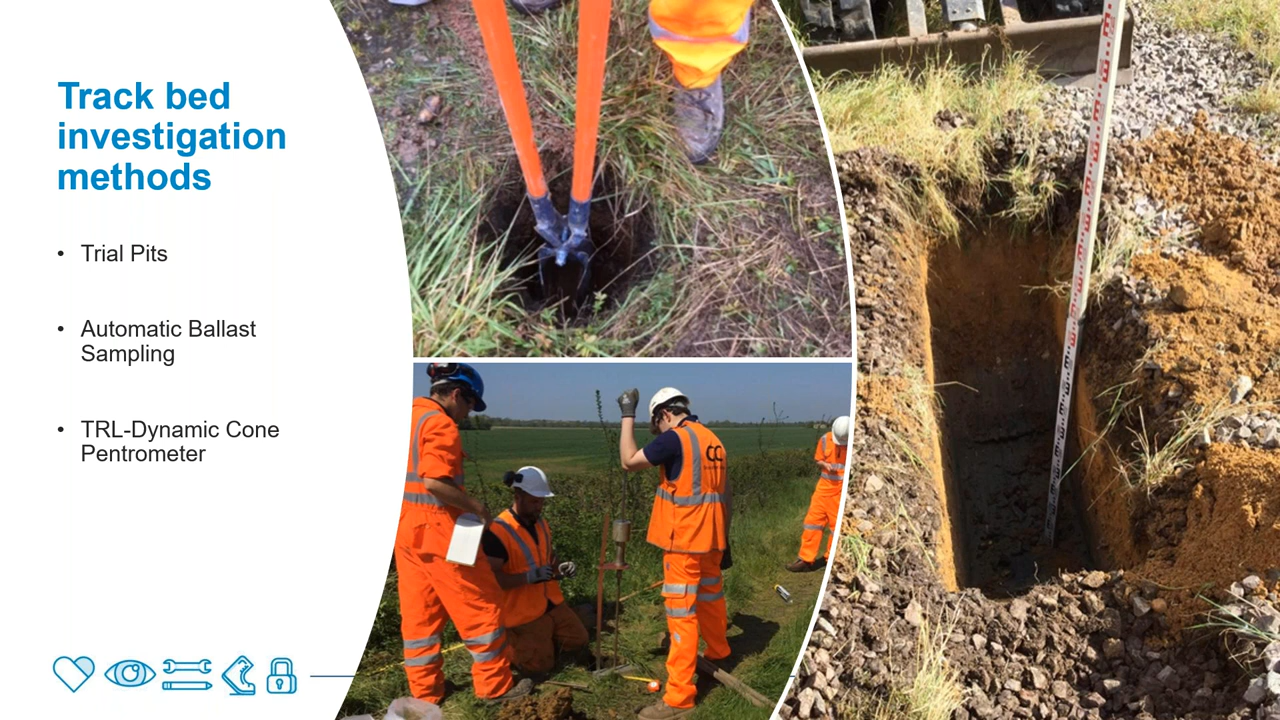 Track bed
investigation
methods
• Trial Pits
• Automatic Ballast
Sampling
• TRL-Dynamic Cone
Pentrometer